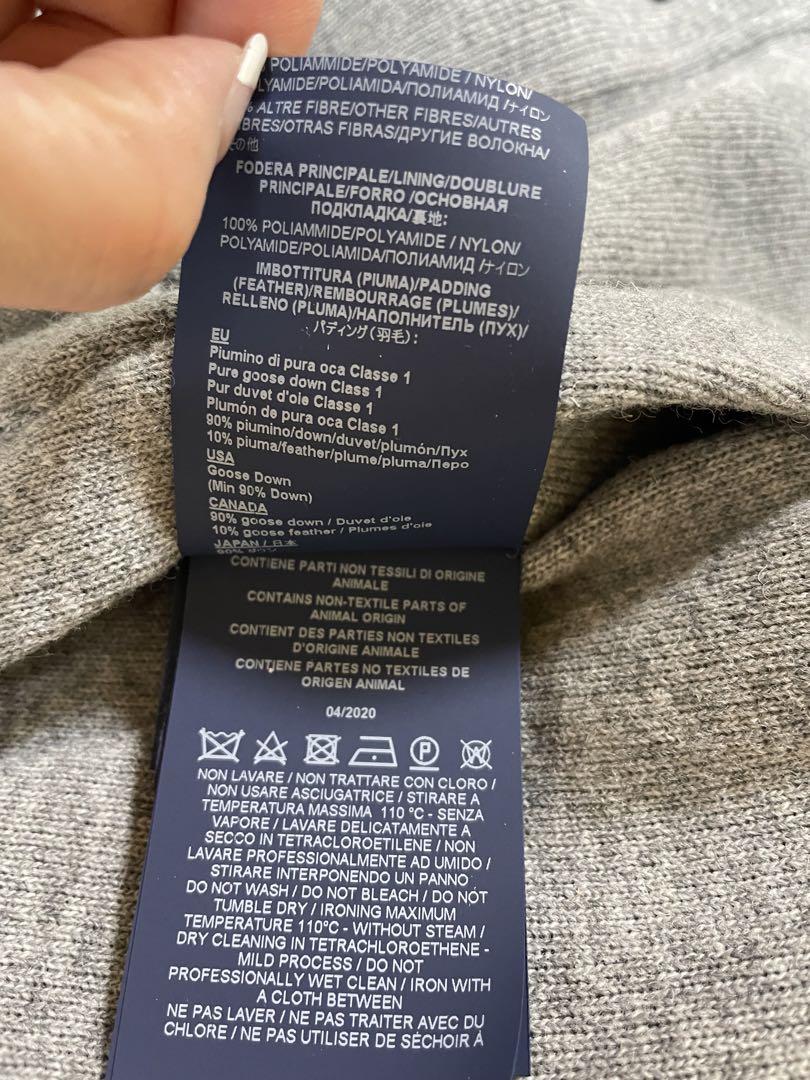 POLIAMMIDE/POLYAMIDE / NYLON/
LYAMIDE/POLIAMIDA/ПОЛИАМИД /ナイロン
% ALTRE FIBRE/OTHER FIBRES/AUTRES
BRES/OTRAS FIBRAS/ДРУГИЕ ВОЛОКНА/
その他
FODERA PRINCIPALE/LINING/DOUBLURE
PRINCIPALE/FORRO /ОСНОВНАЯ
ПОДКЛАДКА/裏地:
100% POLIAMMIDE/POLYAMIDE / NYLON/
POLYAMIDE/POLIAMIDA/ПОЛИАМИД /ナイロン
IMBOTTITURA (PIUMA)/PADDING
(FEATHER)/REMBOURRAGE (PLUMES)/
RELLENO (PLUMA)/НАПОЛНИТЕЛЬ (ПУХ)/
パディング(羽毛):
EU
Piumino di pura oca Classe 1
Pure goose down Class 1
Pur duvet d'oie Classe 1
Plumón de pura oca Clase 1
90% piumino/down/duvet/plumón/Пух
10% piuma/feather/plume/pluma/Перо
USA
Goose Down
(Min 90% Down)
CANADA
90% goose down / Duvet d'oie
10% goose feather / Plumes d'oie
JAPAN / 日本
90% ダウン
CONTIENE PARTI NON TESSILI DI ORIGINE
ANIMALE
CONTAINS NON-TEXTILE PARTS OF
ANIMAL ORIGIN
CONTIENT DES PARTIES NON TEXTILES
D'ORIGINE ANIMALE
CONTIENE PARTES NO TEXTILES DE
ORIGEN ANIMAL
04/2020
P
NON LAVARE / NON TRATTARE CON CLORO /
NON USARE ASCIUGATRICE / STIRARE A
TEMPERATURA MASSIMA 110 °C - SENZA
VAPORE / LAVARE DELICATAMENTE A
SECCO IN TETRACLOROETILENE / NON
LAVARE PROFESSIONALMENTE AD UMIDO /
STIRARE INTERPONENDO UN PANNO
DO NOT WASH / DO NOT BLEACH / DO NOT
TUMBLE DRY / IRONING MAXIMUM
TEMPERATURE 110°C - WITHOUT STEAM /
DRY CLEANING IN TETRACHLOROETHENE -
MILD PROCESS / DO NOT
PROFESSIONALLY WET CLEAN / IRON WITH
A CLOTH BETWEEN
NE PAS LAVER / NE PAS TRAITER AVEC DU
CHLORE / NE PAS UTILISER DE SÉCHOIR À